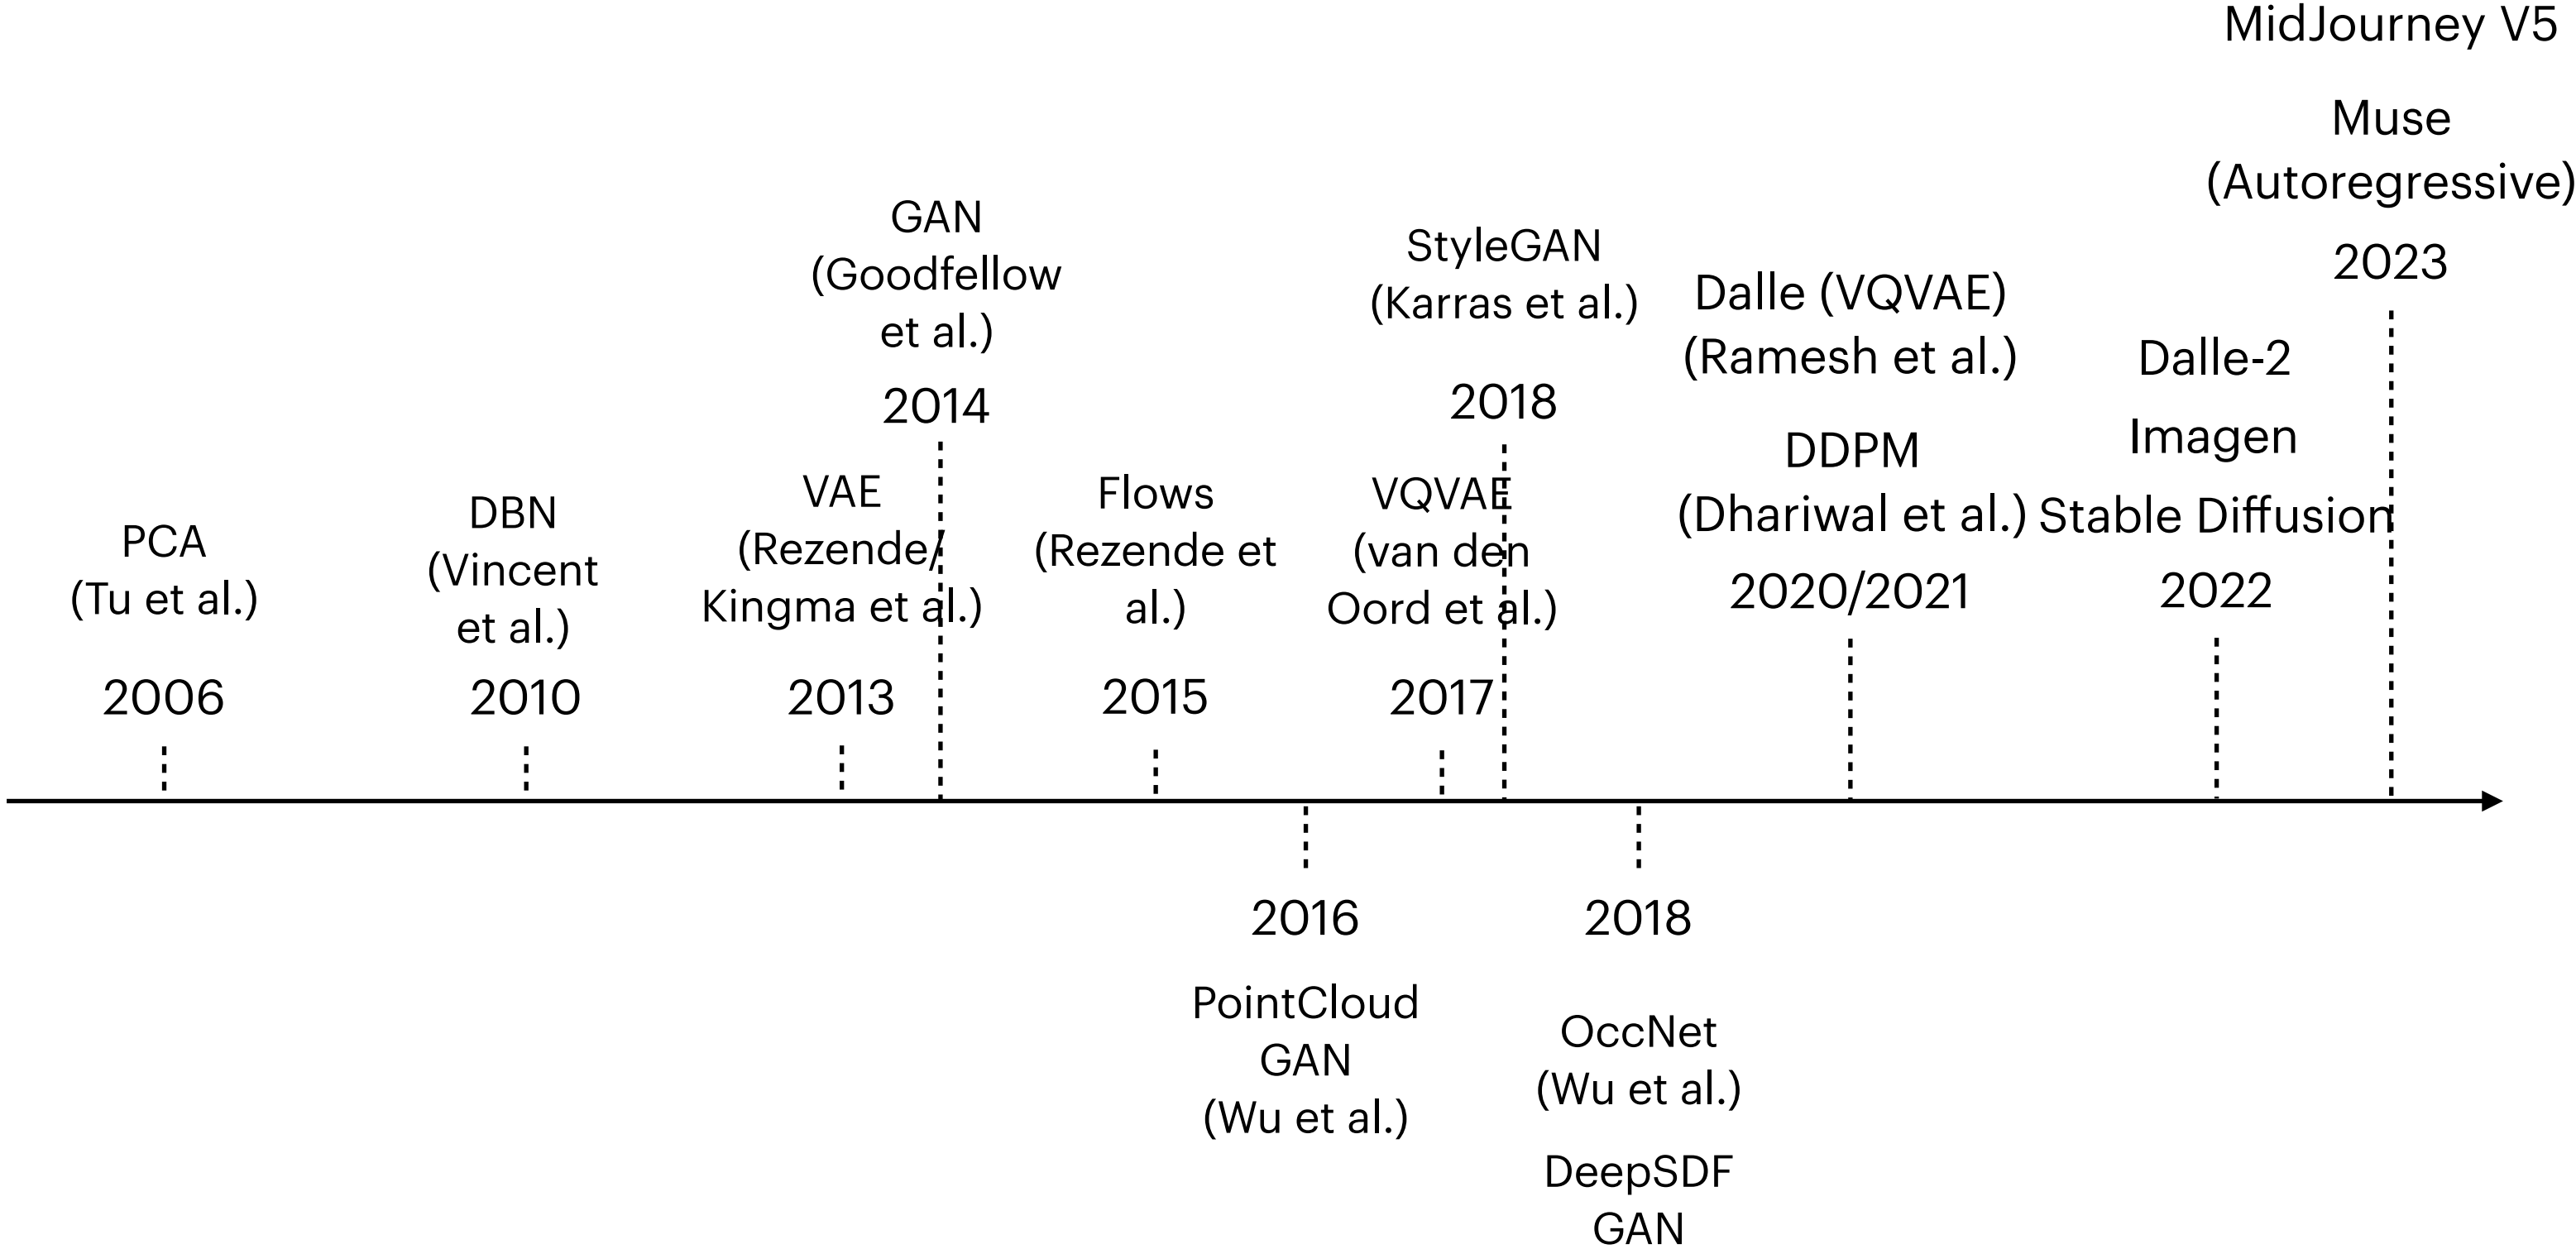 MidJourney V5
Muse
(Autoregressive)
2023
GAN
(Goodfellow
et al.)
2014
StyleGAN
(Karras et al.)
2018
Dalle (VQVAE)
(Ramesh et al.)
DDPM
(Dhariwal et al.)
2020/2021
Dalle-2
Imagen
Stable Diffusion
2022
PCA
(Tu et al.)
2006
DBN
(Vincent
et al.)
2010
VAE
(Rezende/
Kingma et al.)
2013
Flows
(Rezende et
al.)
2015
VQVAE
(van den
Oord et al.)
2017
2016
PointCloud
GAN
(Wu et al.)
2018
OccNet
(Wu et al.)
DeepSDF
GAN